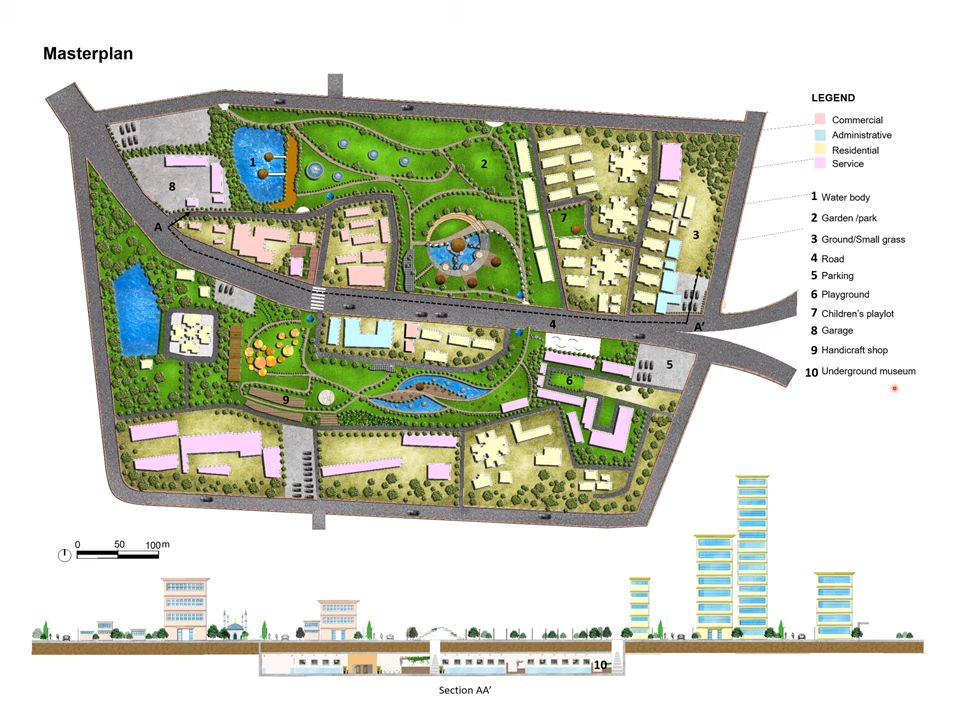 Masterplan
LEGEND
Commercial
Administrative
Residential
Service
1 Water body
2 Garden /park
3 Ground/Small grass
4 Road
5 Parking
6 Playground
7 Children's playlot
8 Garage
9 Handicraft shop
10 Underground museum
1
2
8
7
A
3
4
A'
5
6
9
0 50 100 m
10
Section AA'